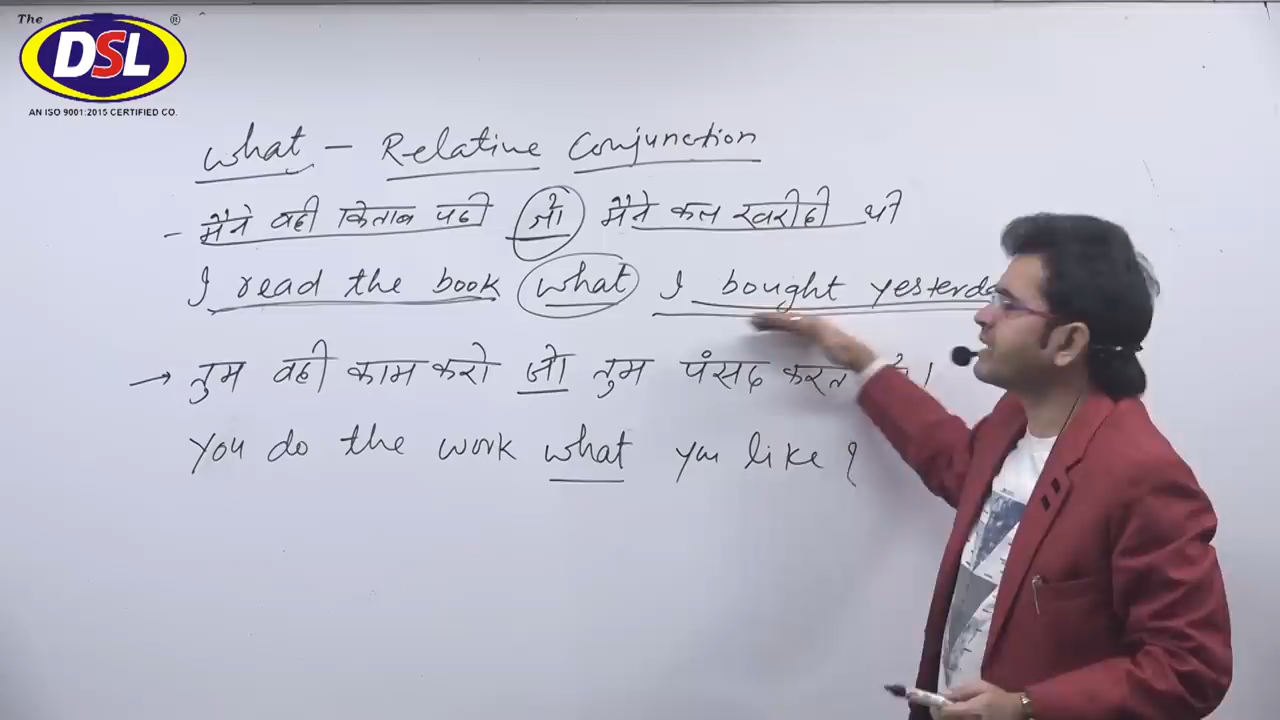 The
DSL ®
AN ISO 9001:2015 CERTIFIED CO.
What – Relative Conjunction
- मैंने वही किताब पढी जो मैंने कल खरीदी थी
I read the book what I bought yesterda
→ तुम वही काम करो जो तुम पंसद करत
You do the work what you like ?